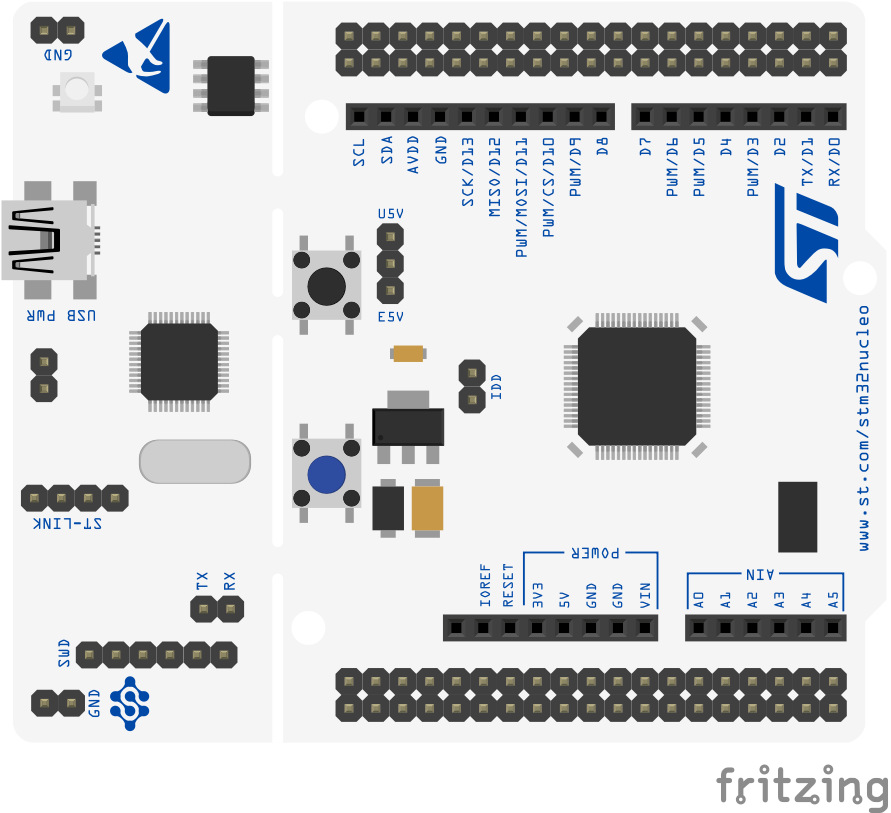 GND
SCL
SDA
AVDD
GND
SCK/D13
MISO/D12
PWM/MOSI/D11
PWM/CS/D10
PWM/D9
D8
D7
PWM/D6
PWM/D5
D4
PWM/D3
D2
TX/D1
RX/D0
U5V
E5V
USB PWR
IDD
www.st.com/stm32nucleo
ST-LINK
TX
RX
SWD
GND
POWER
IOREF
RESET
3V3
5V
GND
GND
VIN
AIN
A0
A1
A2
A3
A4
A5
fritzing